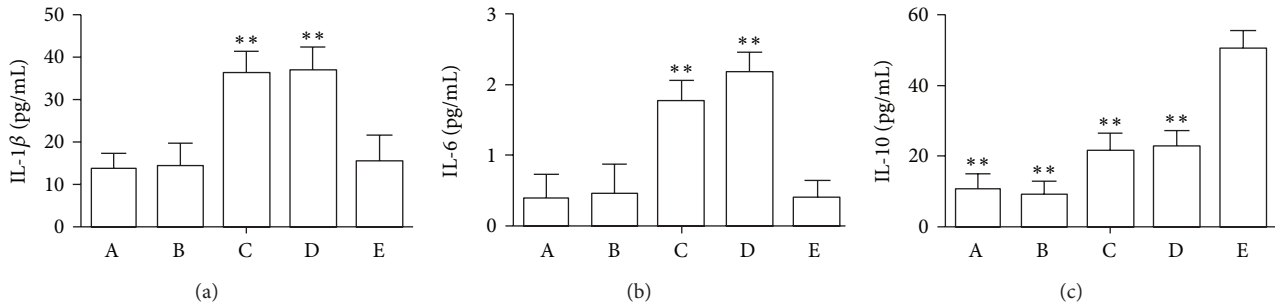 50
40
30
20
10
0
IL-1β (pg/mL)
** **
A B C D E
(a)
3
2
1
0
IL-6 (pg/mL)
**
**
A B C D E
(b)
60
40
20
0
IL-10 (pg/mL)
** ** ** **
A B C D E
(c)